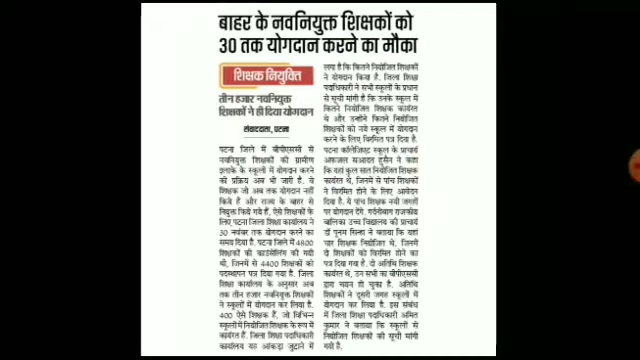 बाहर के नवनियुक्त शिक्षकों को
30 तक योगदान करने का मौका
शिक्षक नियुक्ति
तीन हजार नवनियुक्त
शिक्षकों ने ही दिया योगदान
संवाददाता, पटना
पटना जिले में बीपीएससी से
नवनियुक्त शिक्षकों की ग्रामीण
इलाके के स्कूलों में योगदान करने
की प्रक्रिया अब भी जारी है. ये
शिक्षक जो अब तक योगदान नहीं
किये हैं और राज्य के बाहर से
नियुक्त किये गये हैं, ऐसे शिक्षकों के
लिए पटना जिला शिक्षा कार्यालय ने
30 नवंबर तक योगदान करने का
समय दिया है. पटना जिले में 4800
शिक्षकों की काउंसेलिंग की गयी
थी, जिनमें से 4400 शिक्षकों को
पदस्थापन पत्र दिया गया है. जिला
शिक्षा कार्यालय के अनुसार अब
तक तीन हजार नवनियुक्त शिक्षकों
ने स्कूलों में योगदान कर लिया है.
400 ऐसे शिक्षक हैं, जो विभिन्न
स्कूलों में नियोजित शिक्षक के रूप में
कार्यरत हैं. जिला शिक्षा पदाधिकारी
कार्यालय यह आंकड़ा जुटाने में
लगा है कि कितने नियोजित शिक्षकों
ने योगदान किया है. जिला शिक्षा
पदाधिकारी ने सभी स्कूलों के प्रधान
से सूची मांगी है कि उनके स्कूल में
कितने नियोजित शिक्षक कार्यरत
थे और उन्होंने कितने नियोजित
शिक्षकों को नये स्कूल में योगदान
करने के लिए विरमित पत्र दिया है.
पटना कॉलेजिएट स्कूल के प्राचार्य
अफजल सआदत हुसैन ने कहा
कि यहां कुल सात नियोजित शिक्षक
कार्यरत थे, जिनमें से पांच शिक्षकों
ने विरमित होने के लिए आवेदन
दिया है. ये पांच शिक्षक नयी जगहों
पर योगदान देंगे. गर्दनीबाग राजकीय
बालिका उच्च विद्यालय की प्राचार्य
डॉ पूनम सिन्हा ने बताया कि यहां
चार शिक्षक नियोजित थे, जिनमें
दो शिक्षकों को विरमित होने का
पत्र दिया गया है. दो अतिथि शिक्षक
कार्यरत थे, उन सभी का बीपीएससी
द्वारा चयन हो चुका है. अतिथि
शिक्षकों ने दूसरी जगह स्कूलों में
योगदान कर लिया है. इस संबंध
में जिला शिक्षा पदाधिकारी अमित
कुमार ने बताया कि स्कूलों से
नियोजित शिक्षकों की सूची मांगी
गयी है.